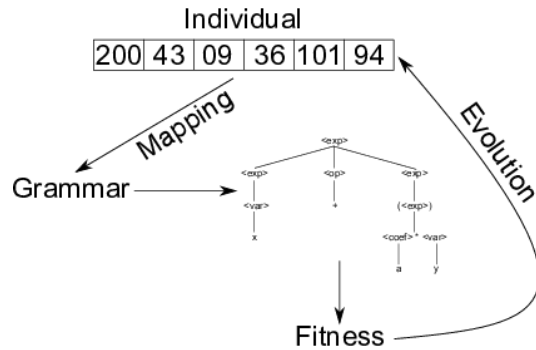 Individual
200 43 09 36 101 94
Mapping
Evolution
<exp>
<exp> <op> <exp>
Grammar
<var> + (<exp>)
x <coef> * <var>
a y
Fitness